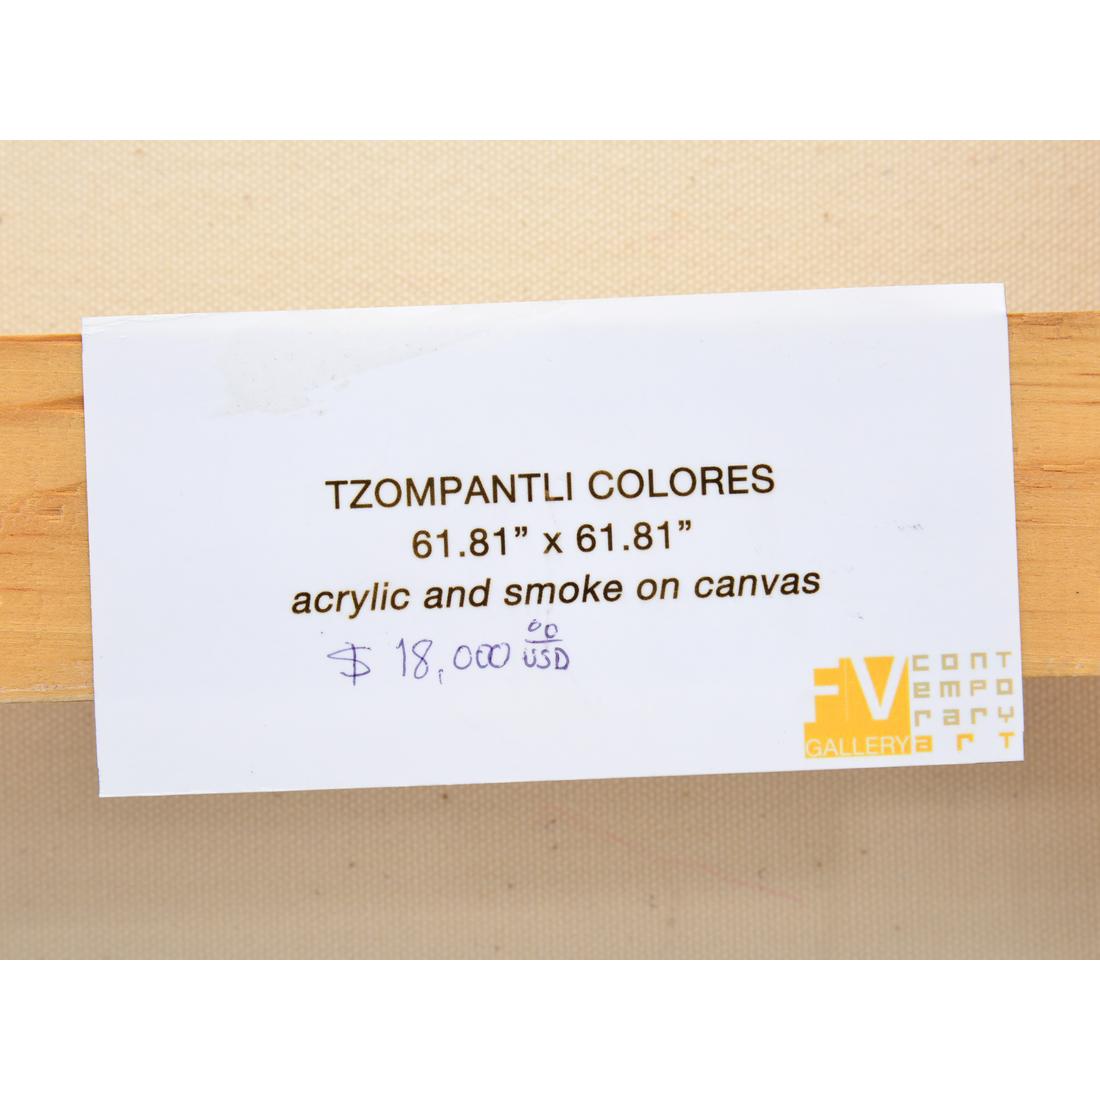 TZOMPANTLI COLORES
61.81” x 61.81”
acrylic and smoke on canvas
$ 18,000 00/USD
FV
GALLERY
CONT
EMPO
RARY
art